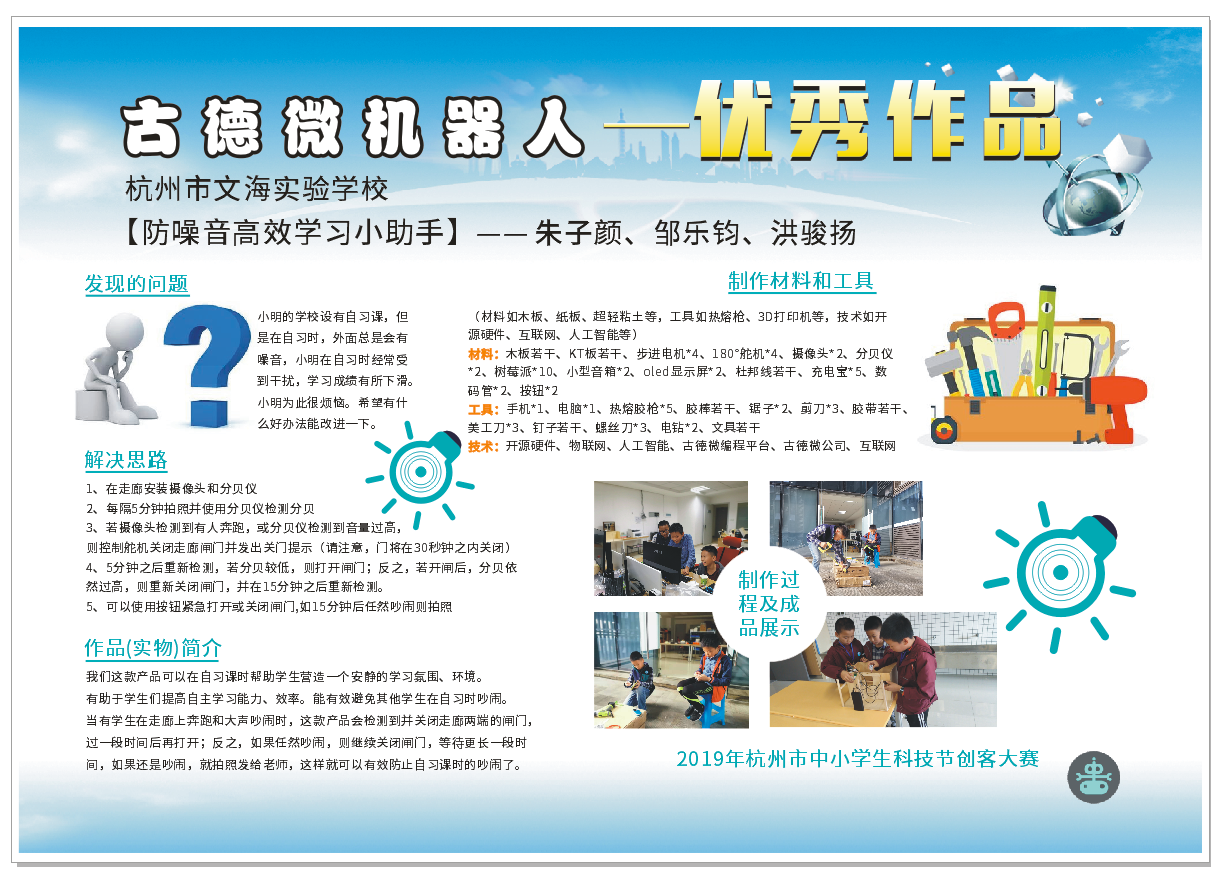 古德微机器人—优秀作品
杭州市文海实验学校
【防噪音高效学习小助手】—— 朱子颜、邹乐钧、洪骏扬
发现的问题
小明的学校设有自习课，但
是在自习时，外面总是会有
噪音，小明在自习时经常受
到干扰，学习成绩有所下滑。
小明为此很烦恼。希望有什
么好办法能改进一下。
解决思路
1、在走廊安装摄像头和分贝仪
2、每隔5分钟拍照并使用分贝仪检测分贝
3、若摄像头检测到有人奔跑，或分贝仪检测到音量过高，
则控制舵机关闭走廊闸门并发出关门提示（请注意，门将在30秒钟之内关闭）
4、5分钟之后重新检测，若分贝较低，则打开闸门；反之，若开闸后，分贝依
然过高，则重新关闭闸门，并在15分钟之后重新检测。
5、可以使用按钮紧急打开或关闭闸门,如15分钟后任然吵闹则拍照
作品(实物)简介
我们这款产品可以在自习课时帮助学生营造一个安静的学习氛围、环境。
有助于学生们提高自主学习能力、效率。能有效避免其他学生在自习时吵闹。
当有学生在走廊上奔跑和大声吵闹时，这款产品会检测到并关闭走廊两端的闸门，
过一段时间后再打开；反之，如果任然吵闹，则继续关闭闸门，等待更长一段时
间，如果还是吵闹，就拍照发给老师，这样就可以有效防止自习课时的吵闹了。
制作材料和工具
（材料如木板、纸板、超轻粘土等，工具如热熔枪、3D打印机等，技术如开
源硬件、互联网、人工智能等）
材料：木板若干、KT板若干、步进电机*4、180°舵机*4、摄像头*2、分贝仪
*2、树莓派*10、小型音箱*2、oled显示屏*2、杜邦线若干、充电宝*5、数
码管*2、按钮*2
工具：手机*1、电脑*1、热熔胶枪*5、胶棒若干、锯子*2、剪刀*3、胶带若干、
美工刀*3、钉子若干、螺丝刀*3、电钻*2、文具若干
技术：开源硬件、物联网、人工智能、古德微编程平台、古德微公司、互联网
制作过
程及成
品展示
2019年杭州市中小学生科技节创客大赛